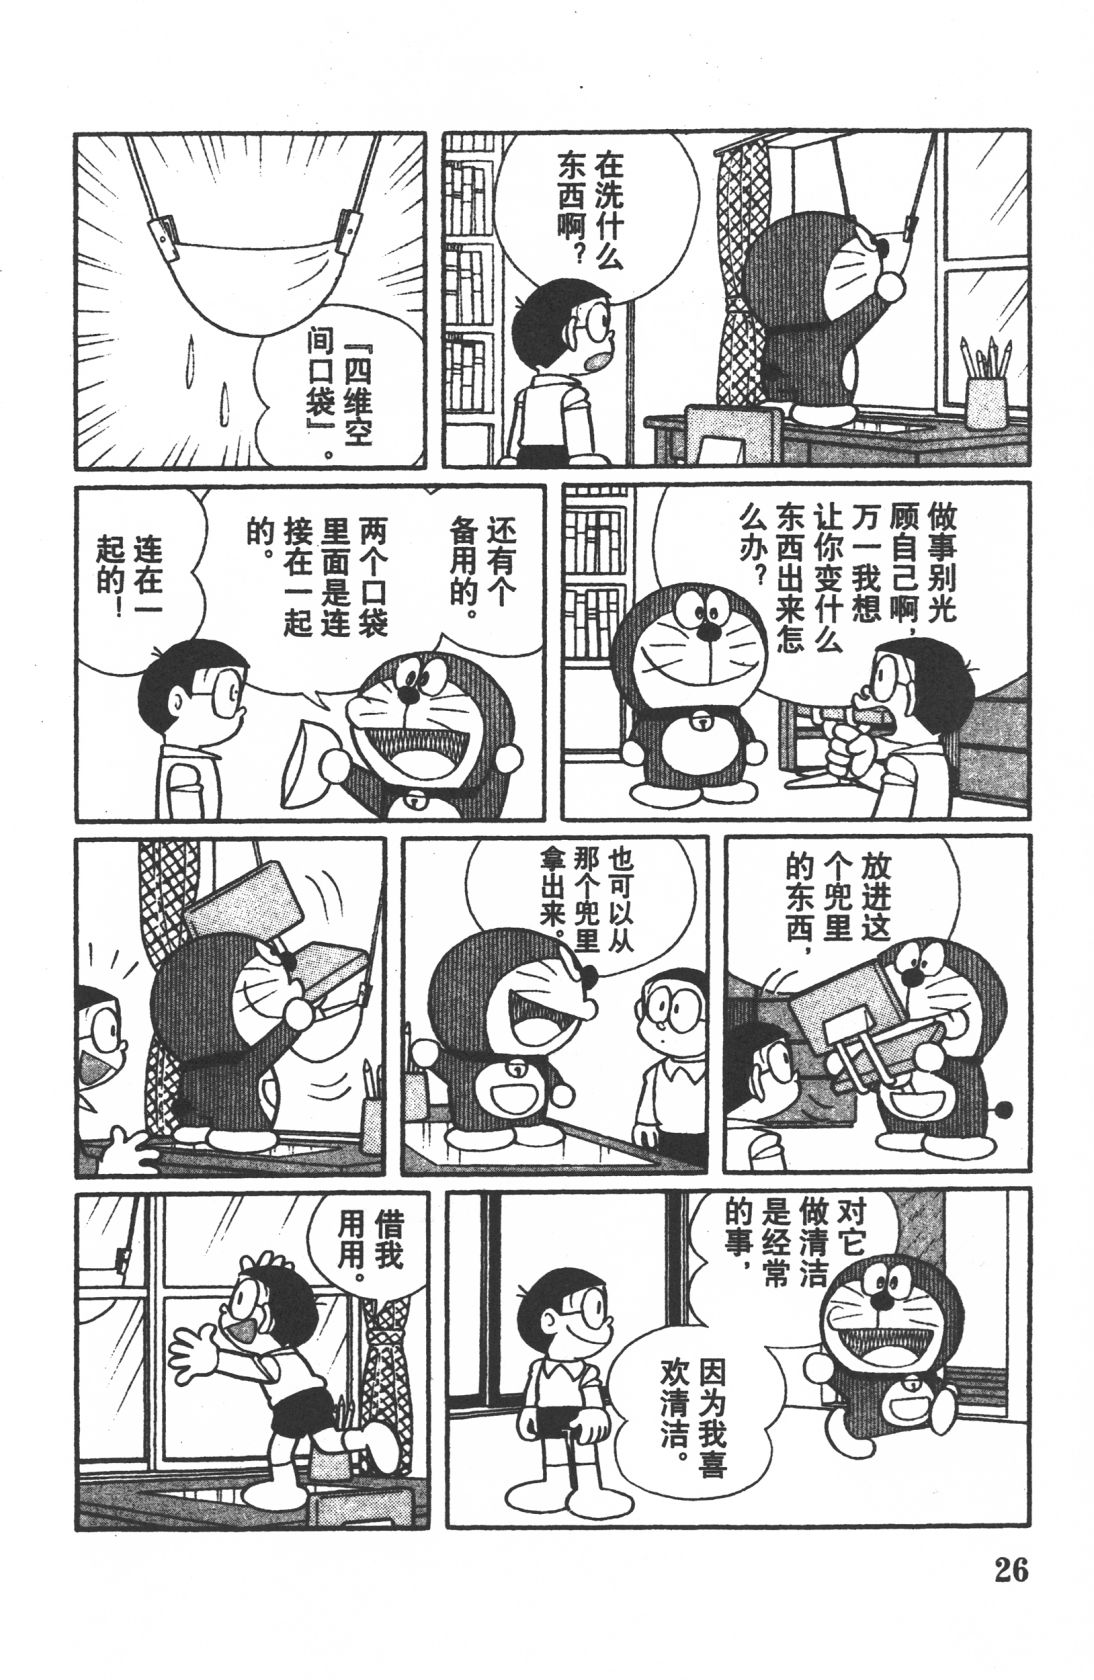 在洗什么
东西啊？
『四维空
间口袋』。
做事别光
顾自己啊，
万一我想
让你变什么
东西出来怎
么办？
还有个
备用的。
两个口袋
里面是连
接在一起
的。
连在一
起的！
放进这
个兜里
的东西，
也可以从
那个兜里
拿出来。
对它
做清洁
是经常
的事，
因为我喜
欢清洁。
借我
用用。
26